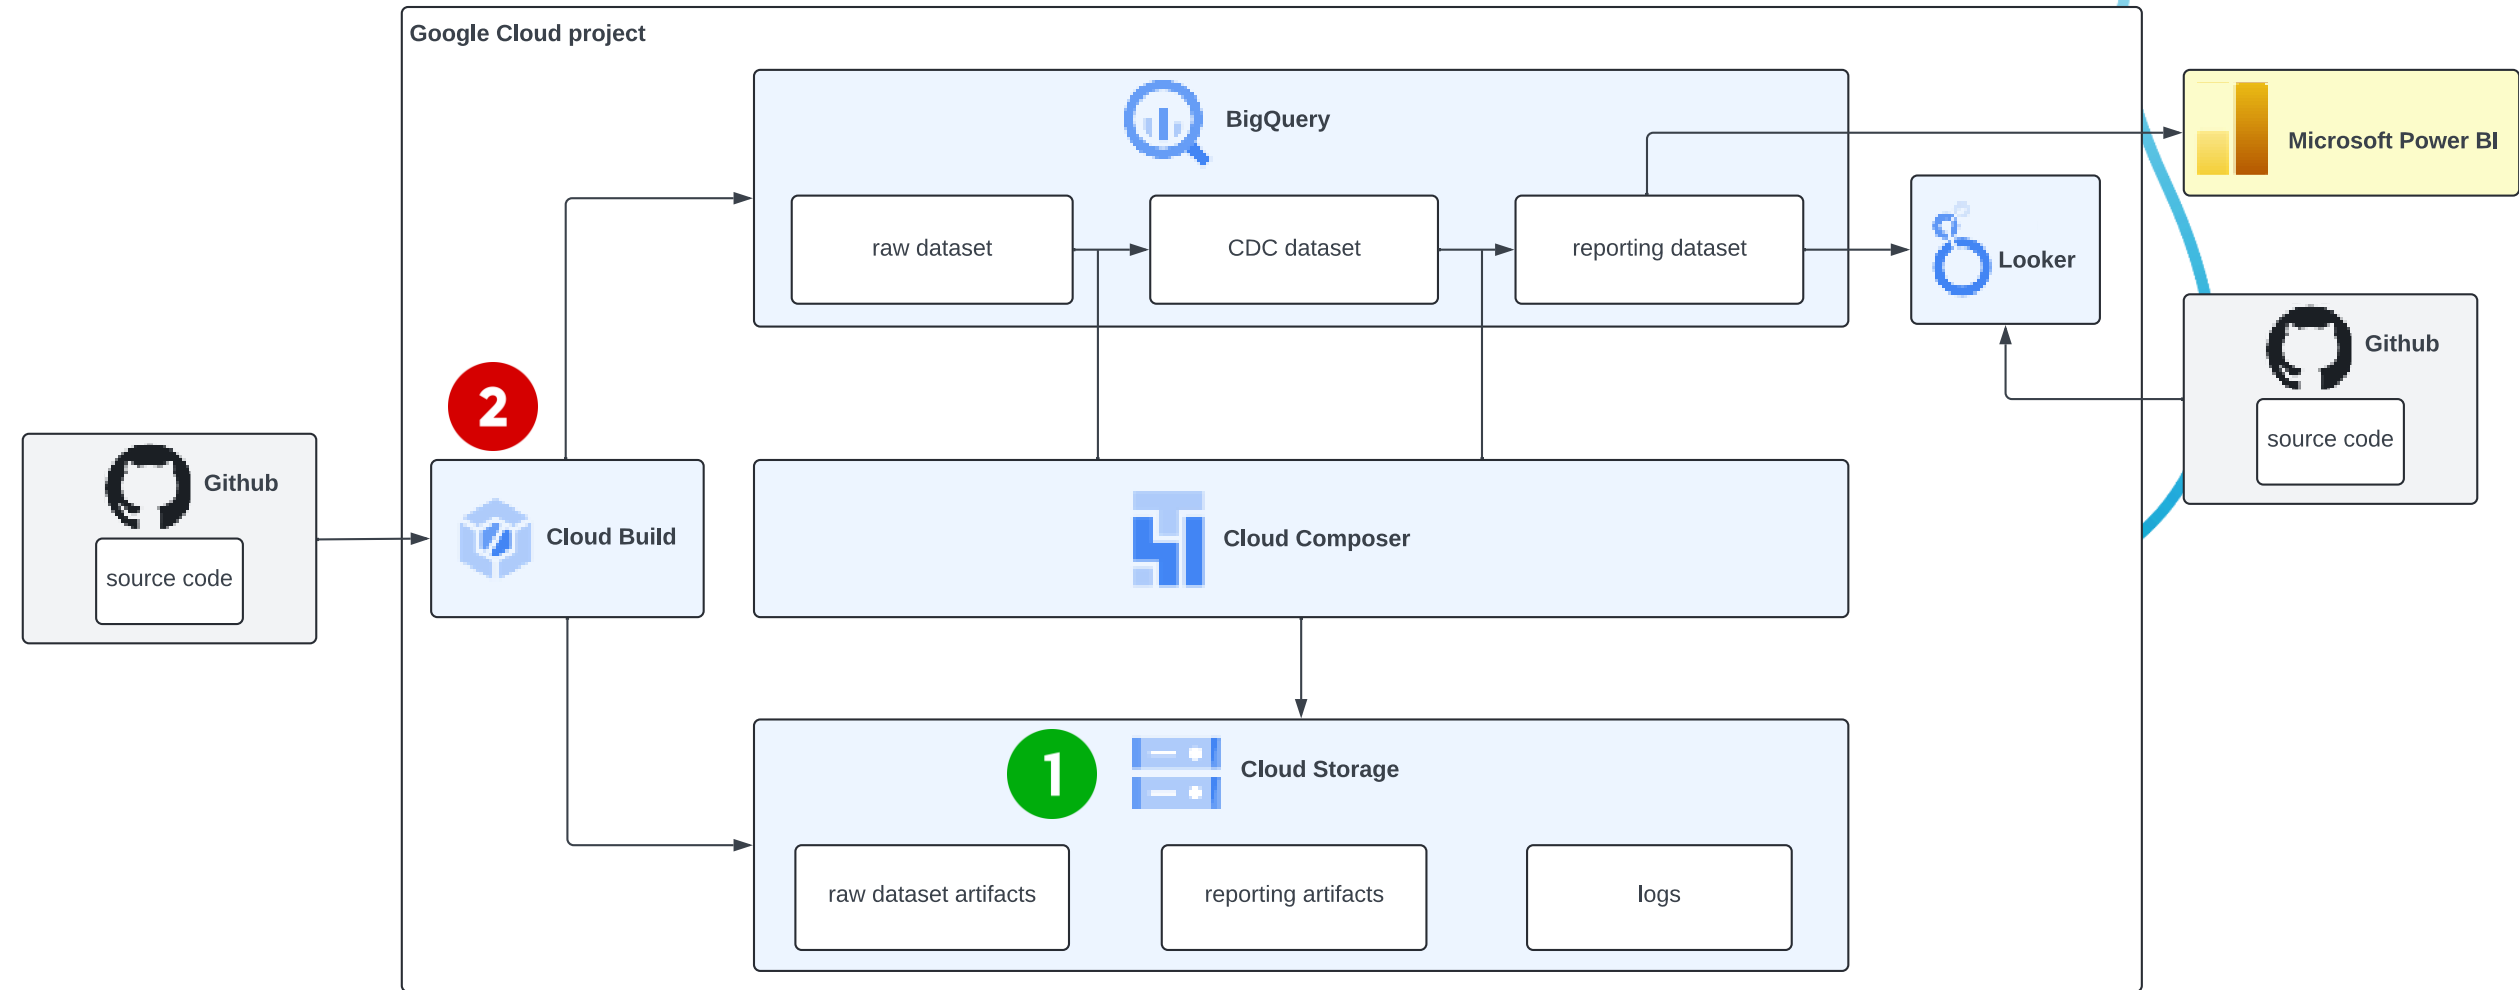 Google Cloud project
BigQuery
Microsoft Power BI
raw dataset
CDC dataset
reporting dataset
Looker
Github
source code
2
Github
source code
Cloud Build
Cloud Composer
1
Cloud Storage
raw dataset artifacts
reporting artifacts
logs